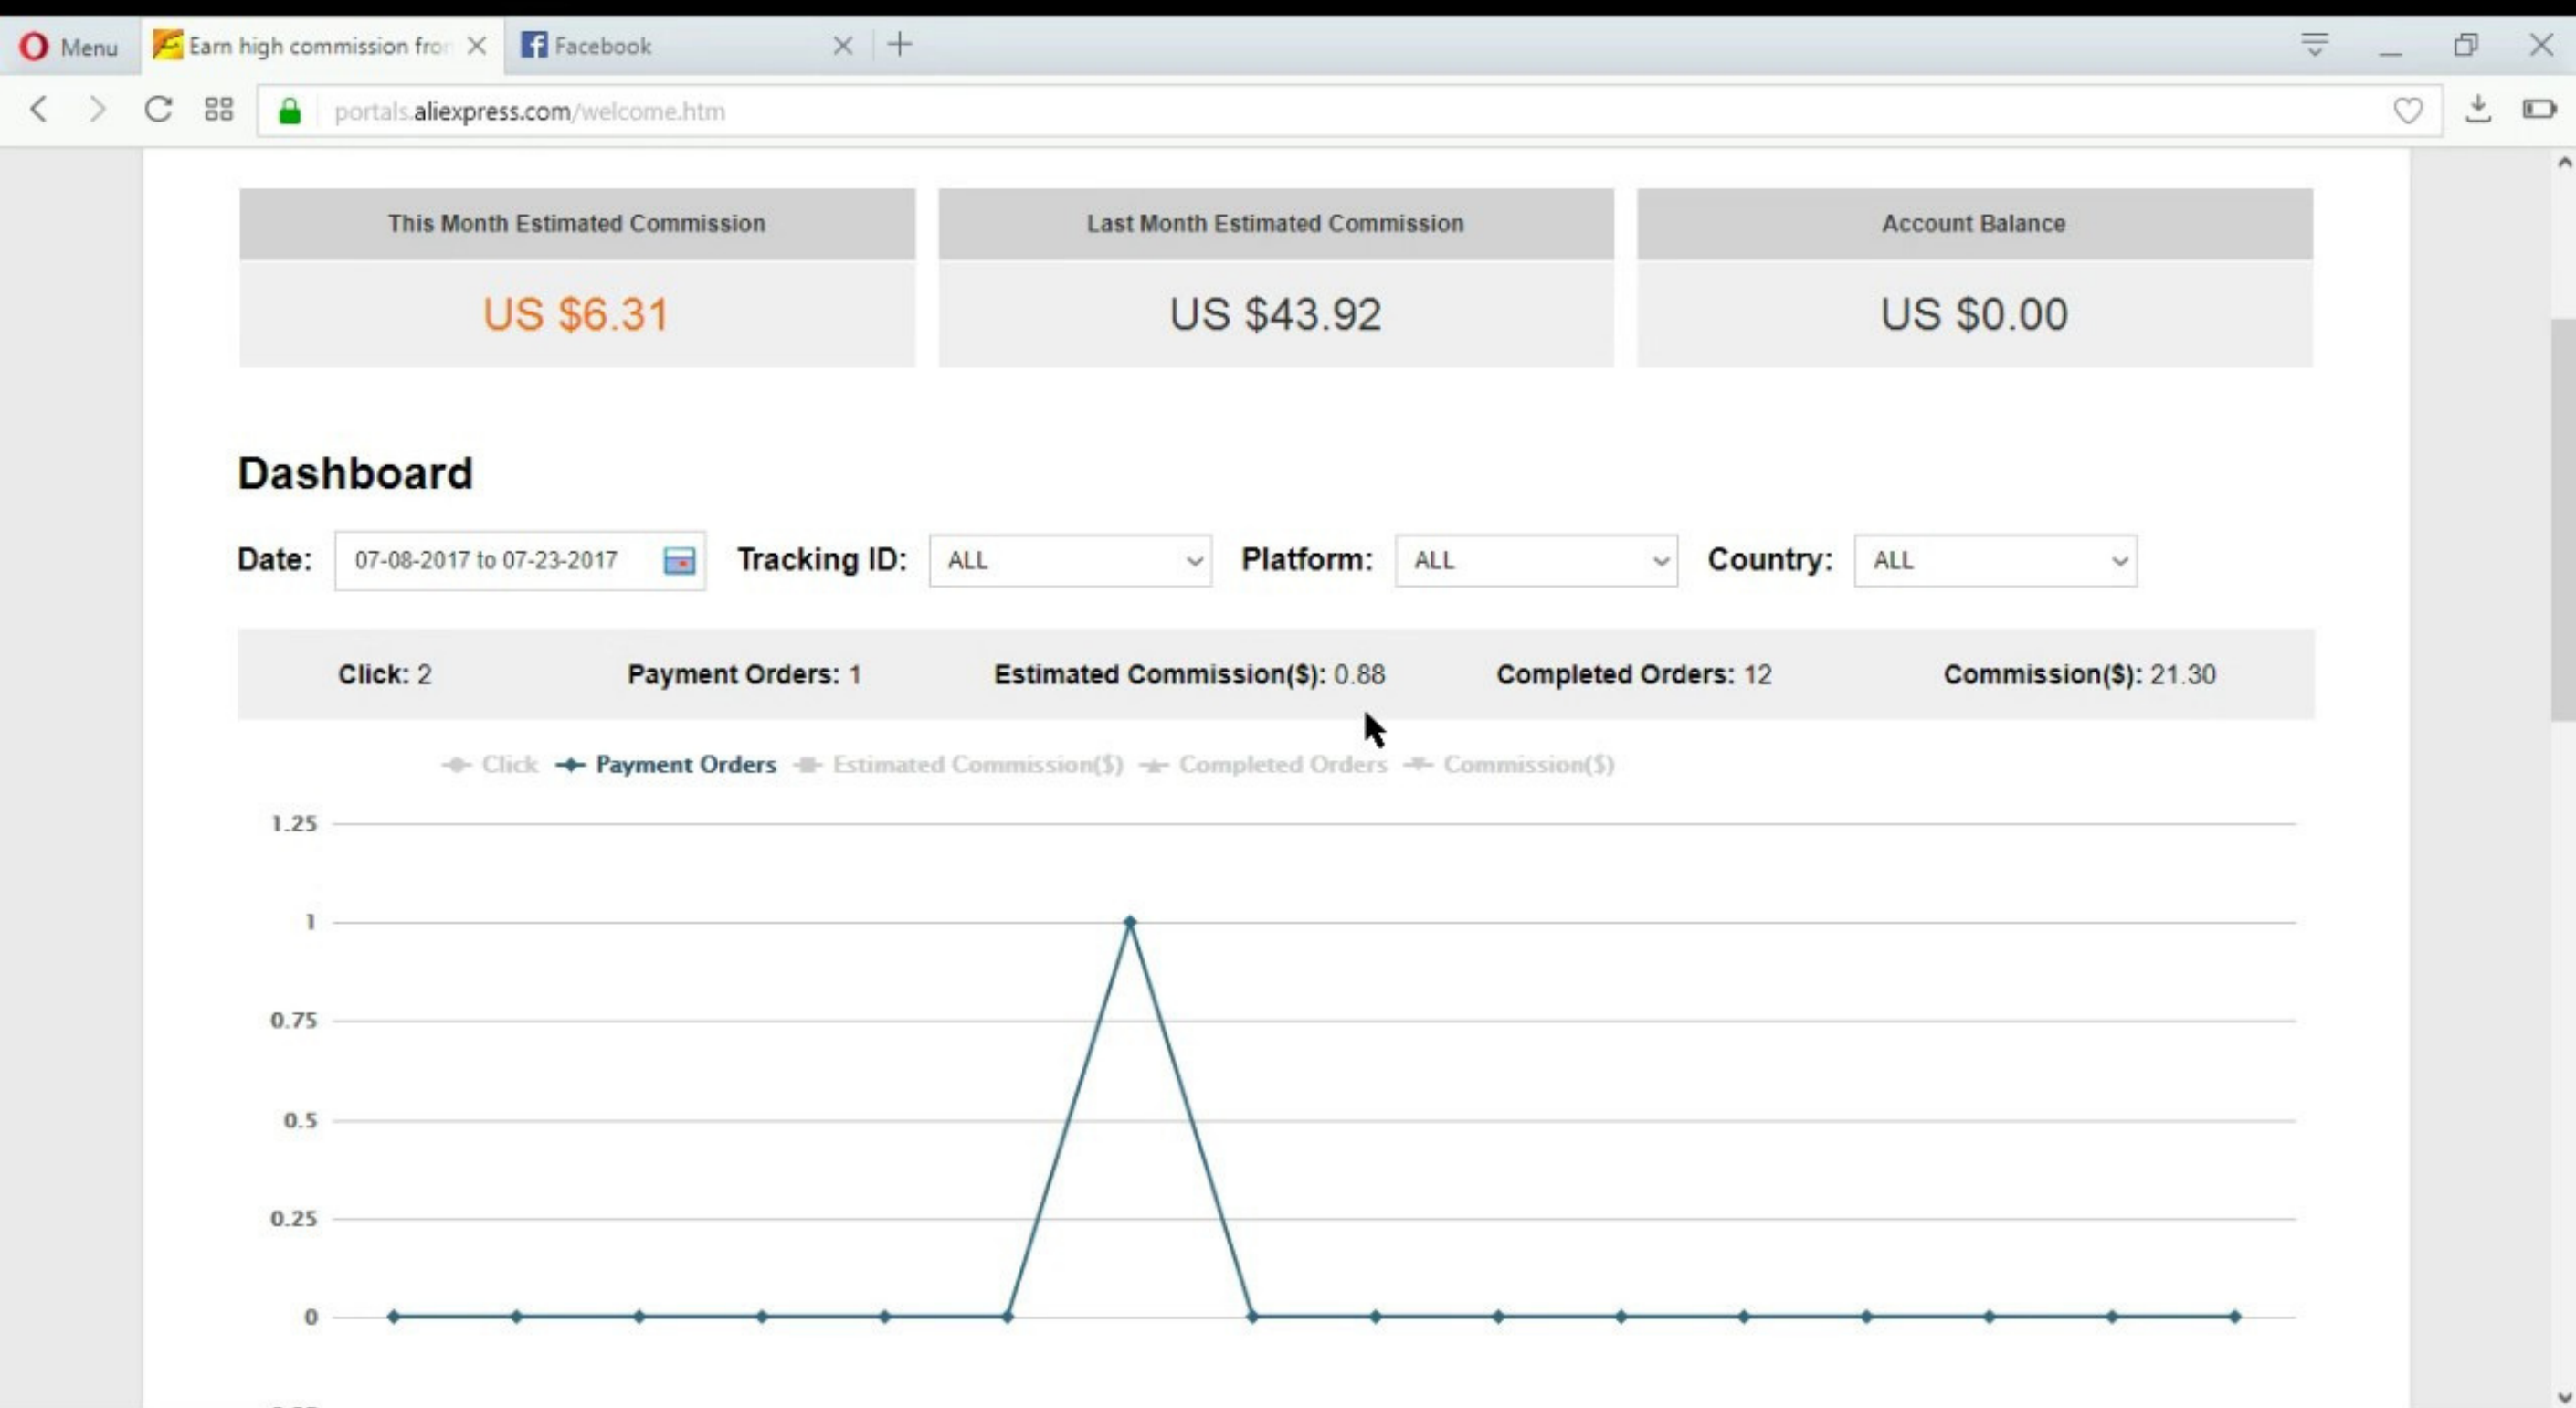 Menu
Earn high commission fron
Facebook
portals.aliexpress.com/welcome.htm
This Month Estimated Commission
Last Month Estimated Commission
Account Balance
US $6.31
US $43.92
US $0.00
Dashboard
Date: 07-08-2017 to 07-23-2017 Tracking ID: ALL Platform: ALL Country: ALL
Click: 2 Payment Orders: 1 Estimated Commission($): 0.88 Completed Orders: 12 Commission($): 21.30
Click Payment Orders Estimated Commission($) Completed Orders Commission($)
1.25
1
0.75
0.5
0.25
0